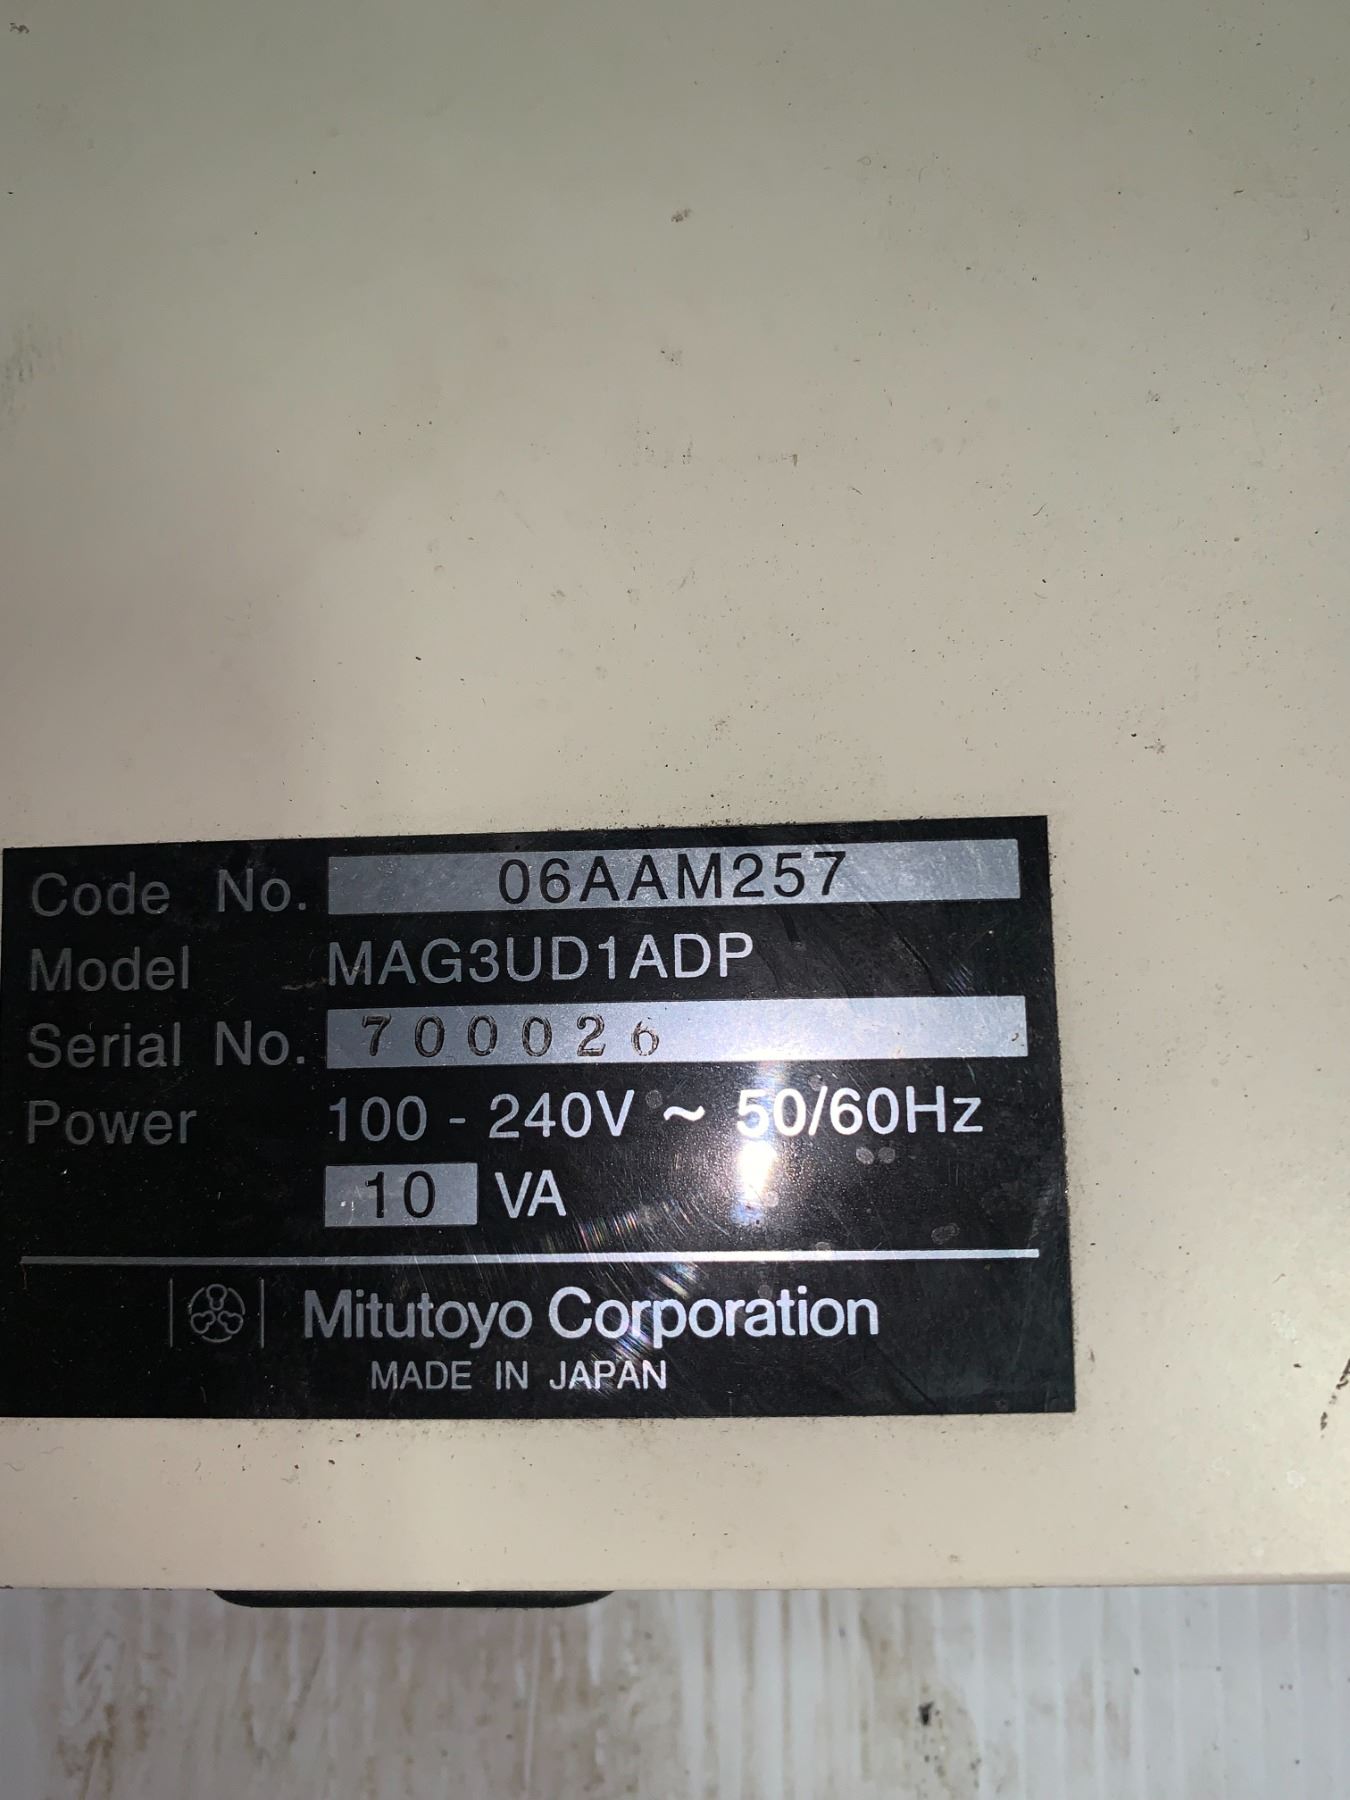 Code No. 06AAM257
Model MAG3UD1ADP
Serial No. 700026
Power 100 - 240V ~ 50/60Hz
10 VA
Mitutoyo Corporation
MADE IN JAPAN